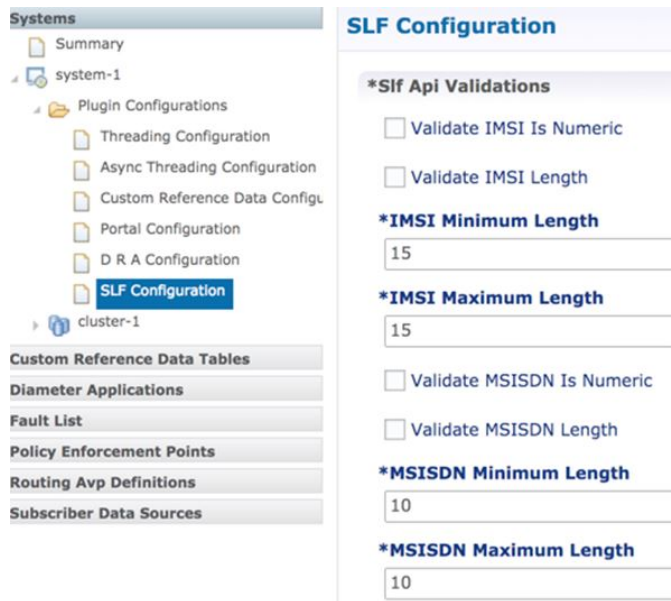 Systems
Summary
system-1
Plugin Configurations
Threading Configuration
Async Threading Configuration
Custom Reference Data Configu
Portal Configuration
D R A Configuration
SLF Configuration
cluster-1
Custom Reference Data Tables
Diameter Applications
Fault List
Policy Enforcement Points
Routing Avp Definitions
Subscriber Data Sources
SLF Configuration
*Slf Api Validations
Validate IMSI Is Numeric
Validate IMSI Length
*IMSI Minimum Length
15
*IMSI Maximum Length
15
Validate MSISDN Is Numeric
Validate MSISDN Length
*MSISDN Minimum Length
10
*MSISDN Maximum Length
10